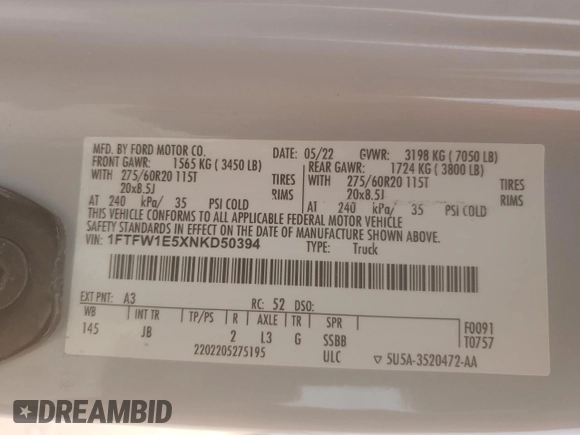 MFD. BY FORD MOTOR CO. DATE: 05/22 GVWR: 3198 KG ( 7050 LB)
FRONT GAWR: 1565 KG ( 3450 LB) REAR GAWR: 1724 KG ( 3800 LB)
WITH 275/60R20 115T TIRES WITH 275/60R20 115T TIRES
20x8.5J RIMS 20x8.5J RIMS
AT 240 kPa/ 35 PSI COLD AT 240 kPa/ 35 PSI COLD
THIS VEHICLE CONFORMS TO ALL APPLICABLE FEDERAL MOTOR VEHICLE
SAFETY STANDARDS IN EFFECT ON THE DATE OF MANUFACTURE SHOWN ABOVE.
VIN: 1FTFW1E5XNKD50394 TYPE: Truck
EXT PNT: A3 RC: 52 DSO:
WB INT TR TP/PS R AXLE TR SPR F0091
145 JB 2 L3 G SSBB T0757
2202205275195 ULC ▽ 5U5A-3520472-AA
DREAMBID